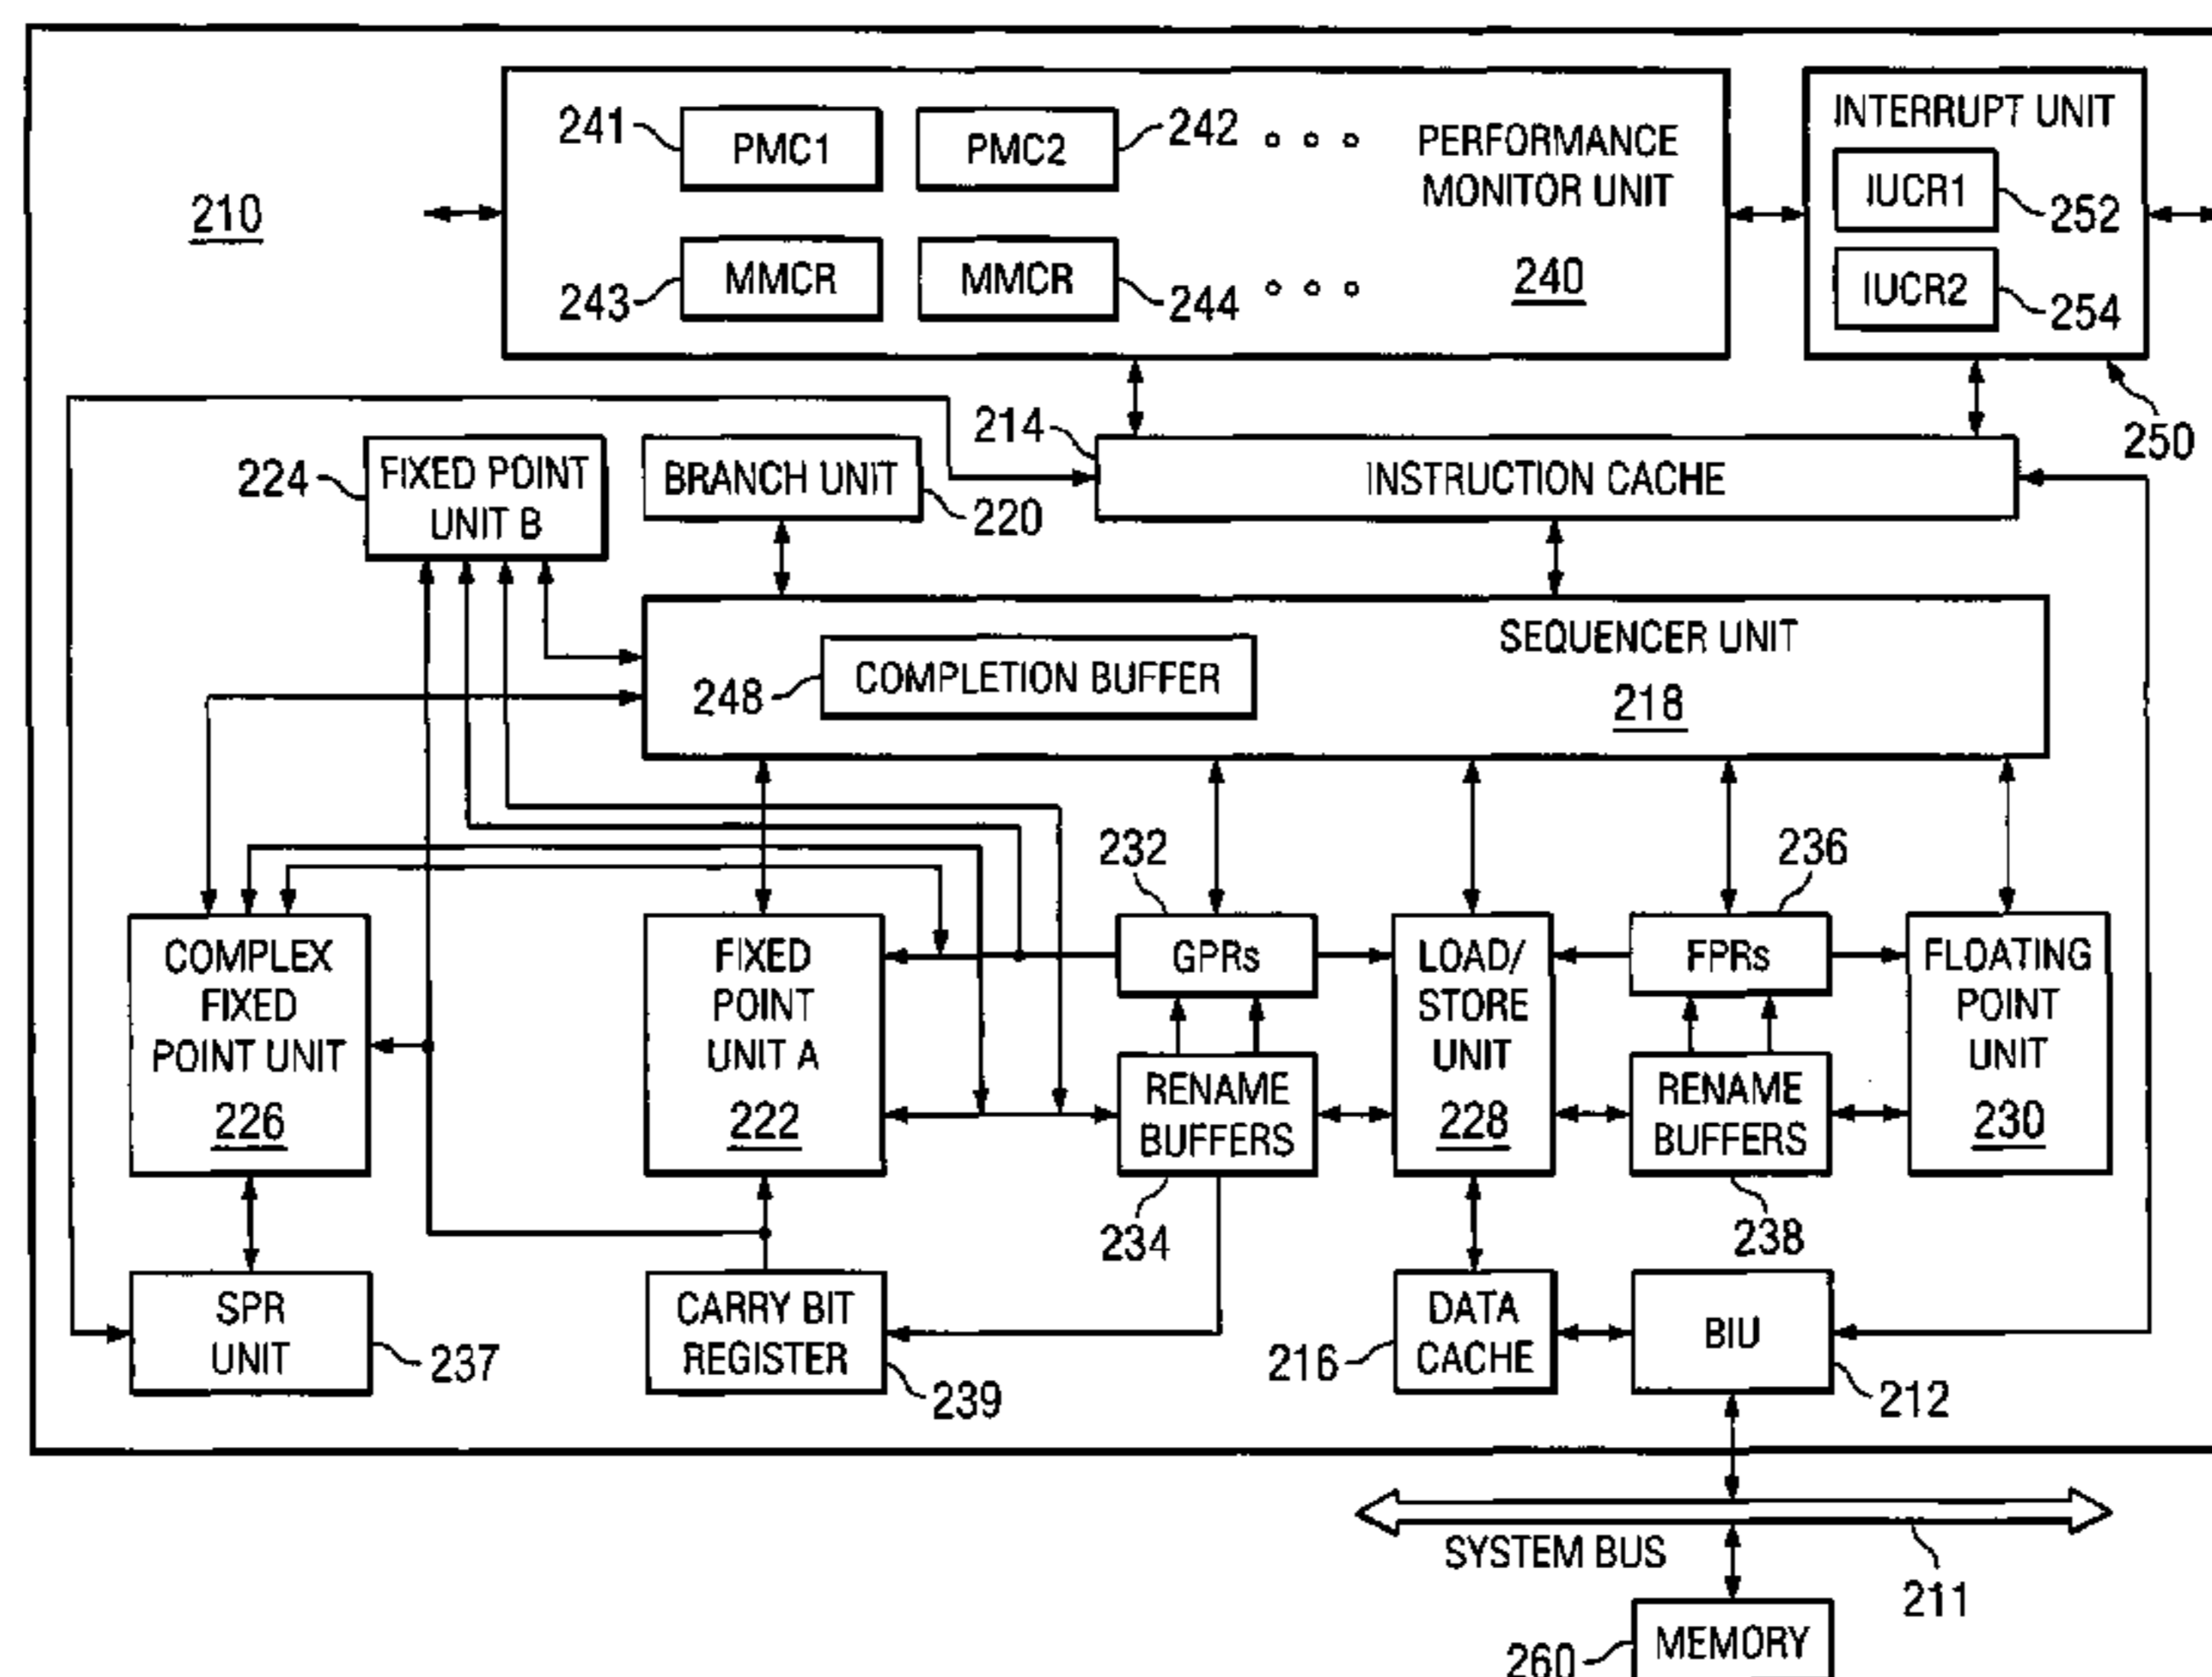 210
241
PMC1
PMC2
242
PERFORMANCE
MONITOR UNIT
243
MMCR
MMCR
244
240
INTERRUPT UNIT
IUCR1
252
IUCR2
254
250
224
FIXED POINT
UNIT B
BRANCH UNIT
220
214
INSTRUCTION CACHE
248
COMPLETION BUFFER
SEQUENCER UNIT
218
232
236
COMPLEX
FIXED
POINT UNIT
226
FIXED
POINT
UNIT A
222
GPRs
RENAME
BUFFERS
234
LOAD/
STORE
UNIT
228
FPRs
RENAME
BUFFERS
238
FLOATING
POINT
UNIT
230
SPR
UNIT
237
CARRY BIT
REGISTER
239
216
DATA
CACHE
BIU
212
SYSTEM BUS
211
260
MEMORY